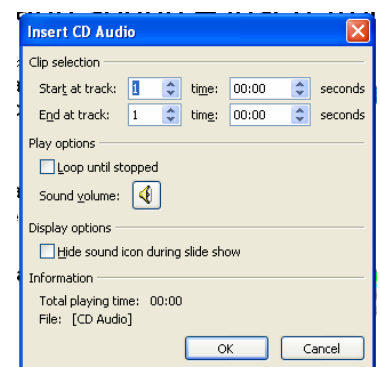 Insert CD Audio
Clip selection
Start at track: 1 time: 00:00 seconds
End at track: 1 time: 00:00 seconds
Play options
Loop until stopped
Sound volume:
Display options
Hide sound icon during slide show
Information
Total playing time: 00:00
File: [CD Audio]
OK Cancel